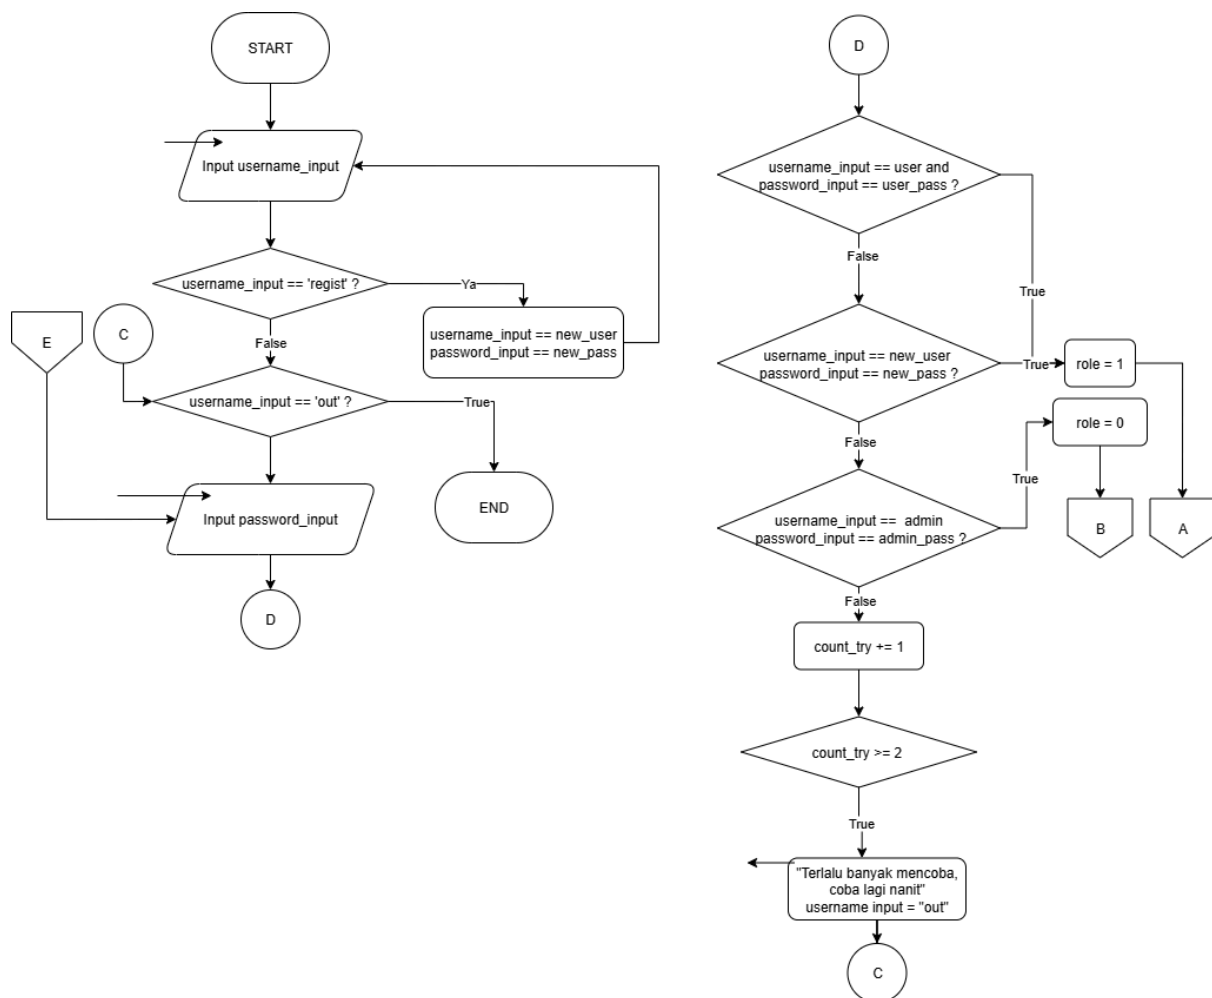 START
Input username_input
username_input == 'regist' ?
Ya
username_input == new_user
password_input == new_pass
False
E
C
username_input == 'out' ?
True
END
Input password_input
D
D
username_input == user and
password_input == user_pass ?
False
True
username_input == new_user
password_input == new_pass ?
True
role = 1
False
role = 0
True
username_input ==  admin
password_input == admin_pass ?
B
A
False
count_try += 1
count_try >= 2
True
"Terlalu banyak mencoba,
coba lagi nanit"
username input = "out"
C